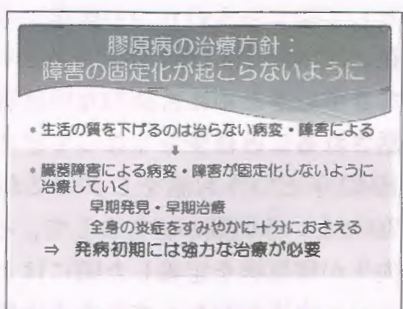 膠原病の治療方針：
障害の固定化が起こらないように
* 生活の質を下げるのは治らない病変・障害による
↓
* 臓器障害による病変・障害が固定化しないように
治療していく
早期発見・早期治療
全身の炎症をすみやかに十分におさえる
⇒ 発病初期には強力な治療が必要